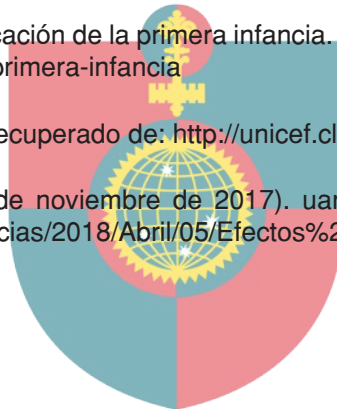 cación de la primera infancia.
primera-infancia
ecuperado de: http://unicef.cl
de noviembre de 2017). uan
cias/2018/Abril/05/Efectos%2